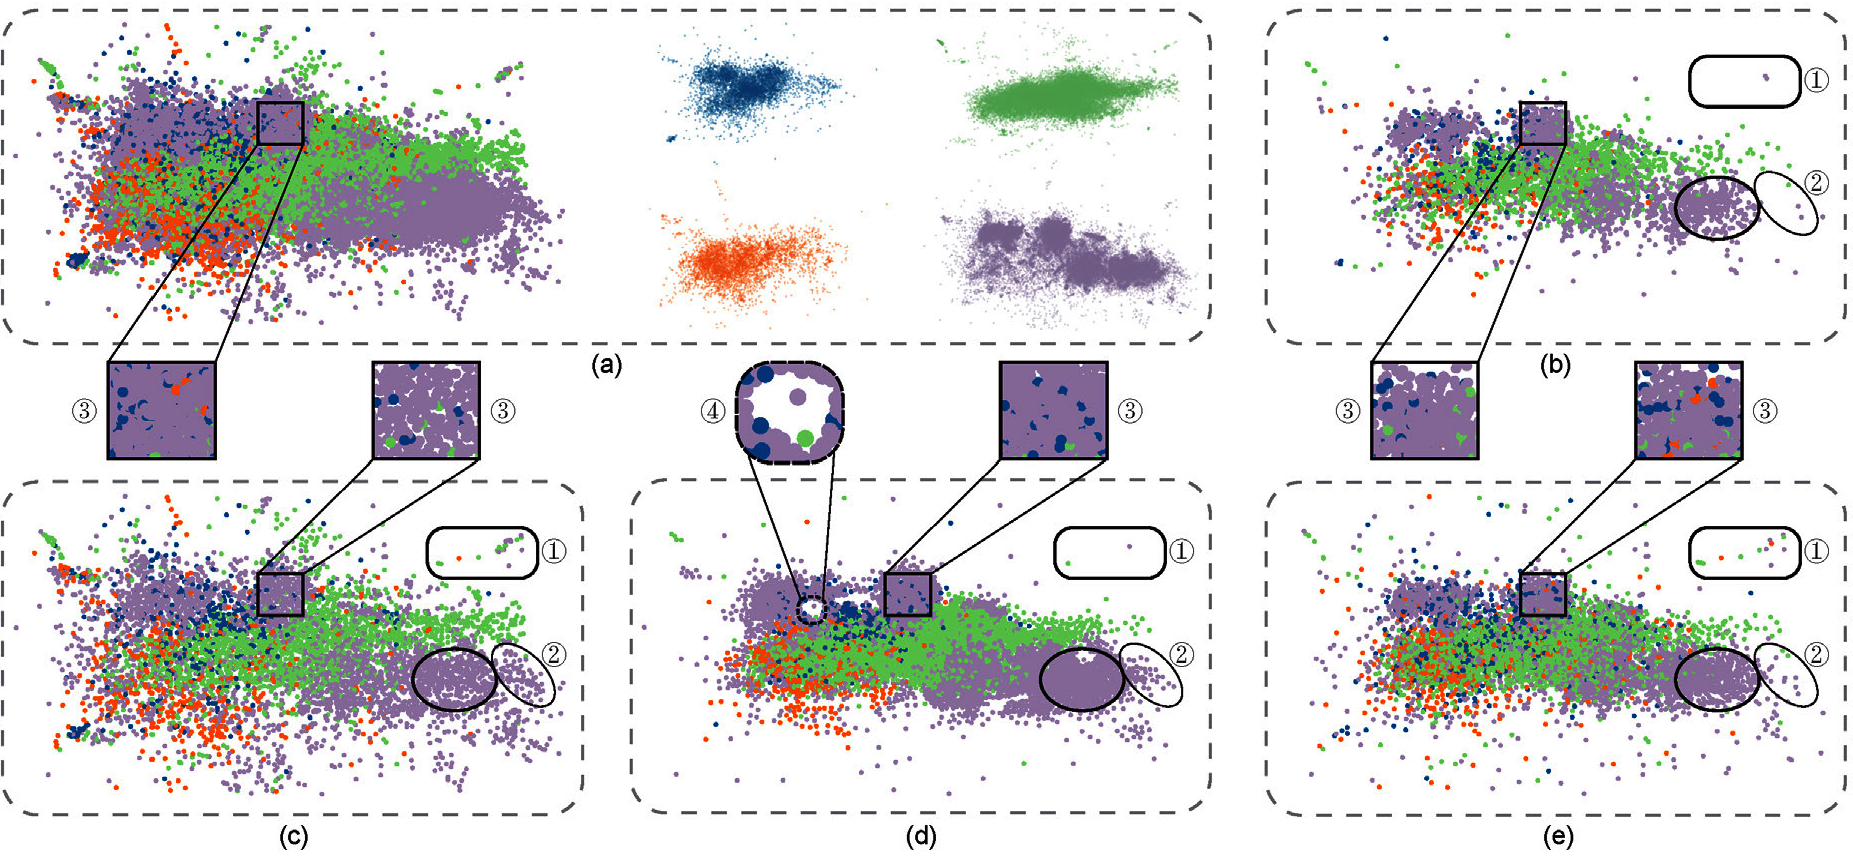 ①
②
(a)
(b)
③
③
④
③
③
③
①
②
①
②
①
②
(c)
(d)
(e)